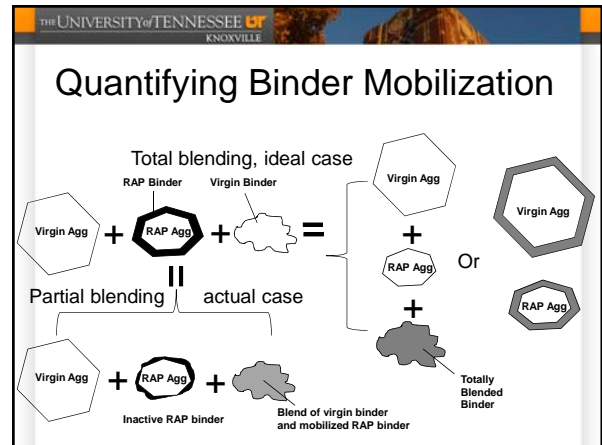 THE UNIVERSITY of TENNESSEE UT
KNOXVILLE
Quantifying Binder Mobilization
Total blending, ideal case
RAP Binder
Virgin Binder
Virgin Agg
+
RAP Agg
+
=
Virgin Agg
+
RAP Agg
+
Or
Virgin Agg
RAP Agg
Totally
Blended
Binder
=
Partial blending
actual case
Virgin Agg
+
RAP Agg
+
Inactive RAP binder
Blend of virgin binder
and mobilized RAP binder